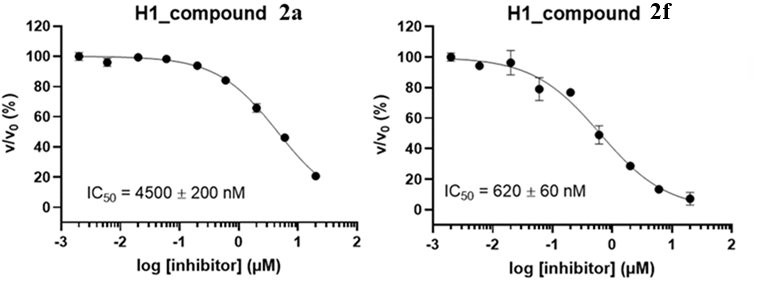 H1_compound 2a
120
100
80
60
40
20
0
v/v0 (%)
IC50 = 4500 ± 200 nM
-3 -2 -1 0 1 2
log [inhibitor] (µM)
H1_compound 2f
120
100
80
60
40
20
0
v/v0 (%)
IC50 = 620 ± 60 nM
-3 -2 -1 0 1 2
log [inhibitor] (µM)